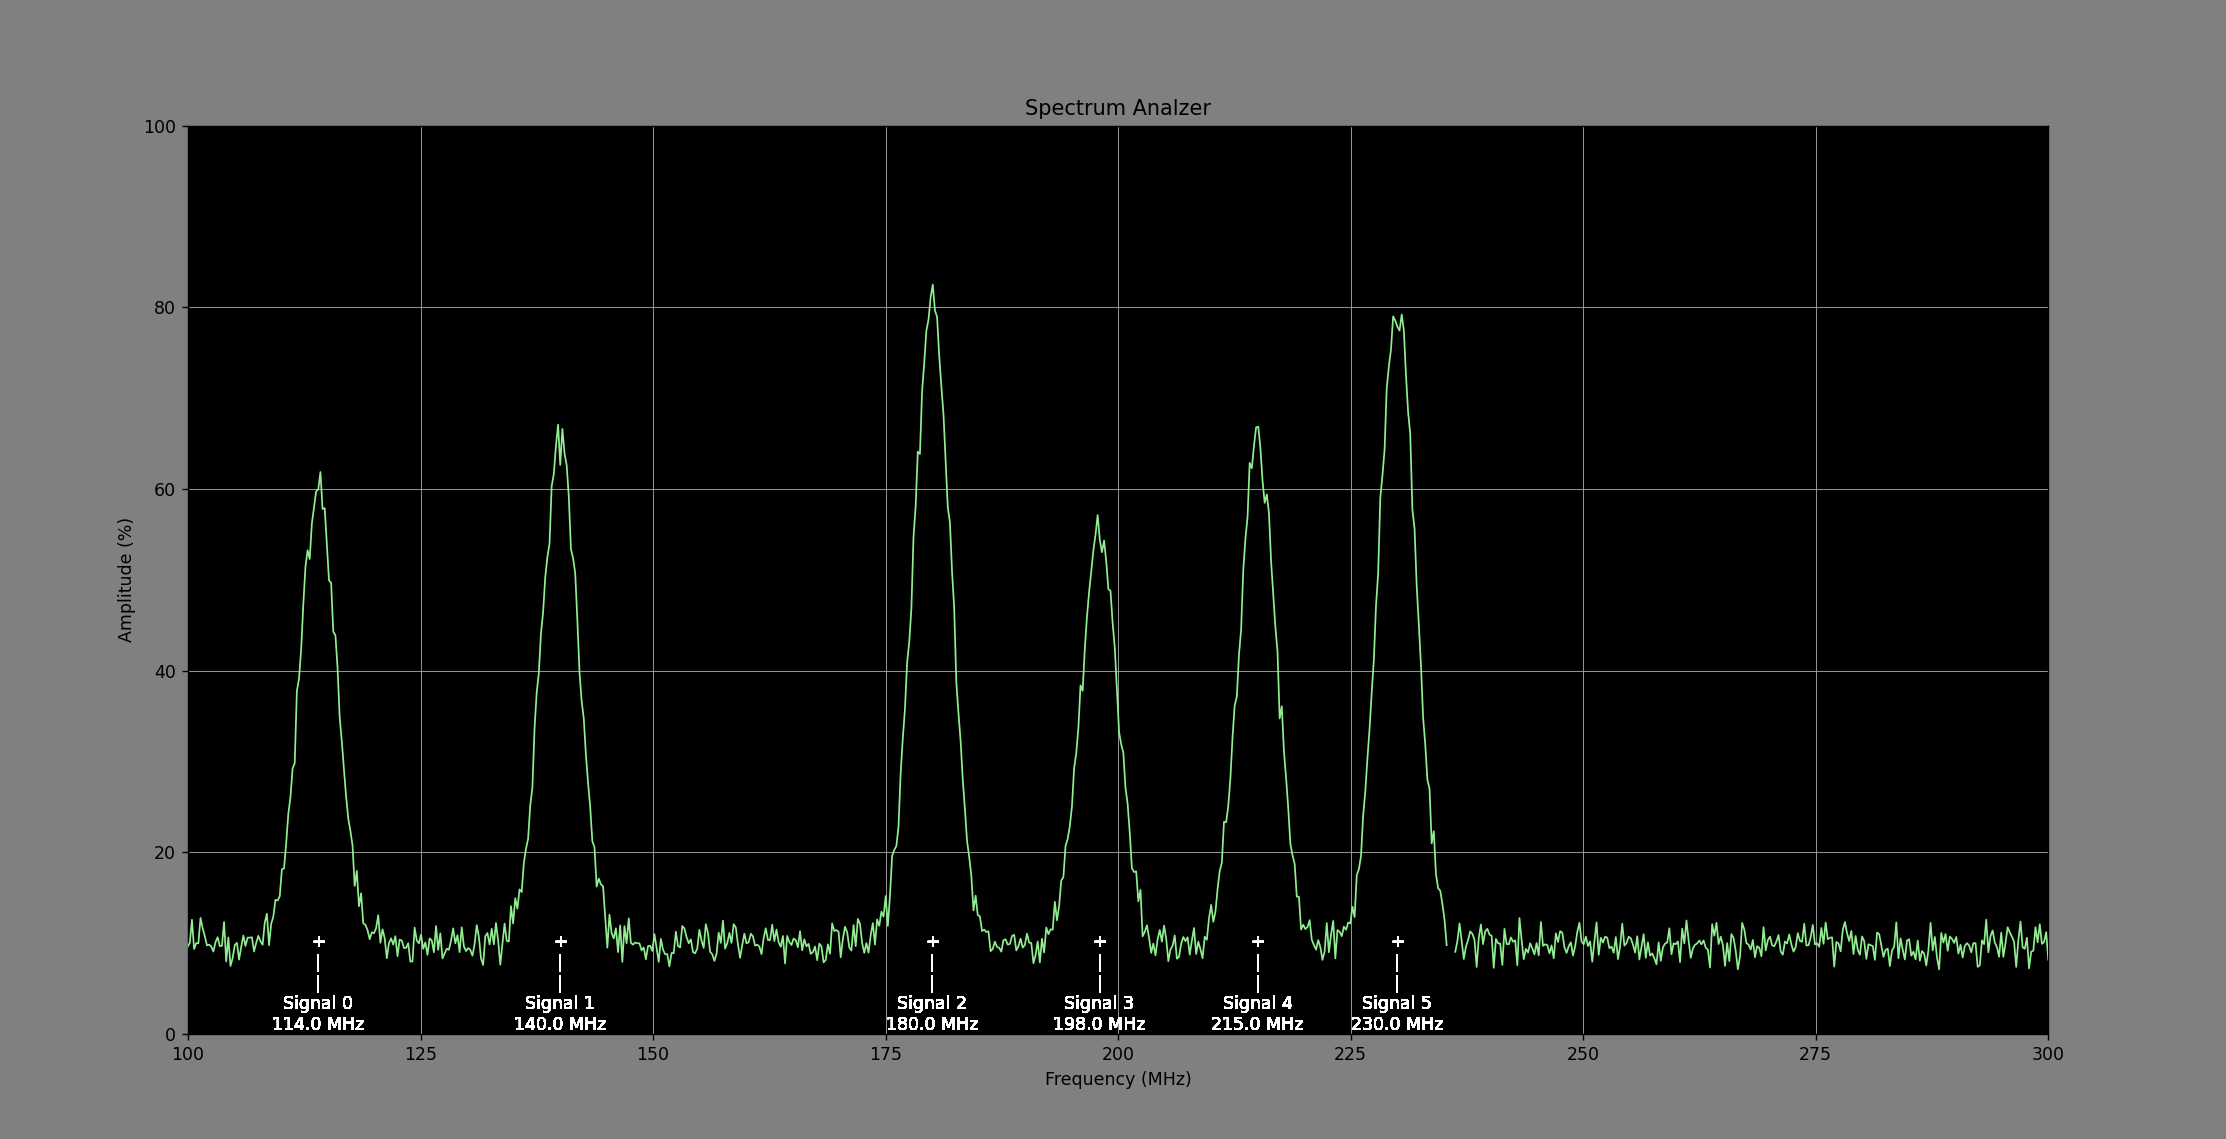 Spectrum Analzer
100
80
60
40
20
0
Amplitude (%)
Signal 0
114.0 MHz
Signal 1
140.0 MHz
Signal 2
180.0 MHz
Signal 3
198.0 MHz
Signal 4
215.0 MHz
Signal 5
230.0 MHz
100 125 150 175 200 225 250 275 300
Frequency (MHz)